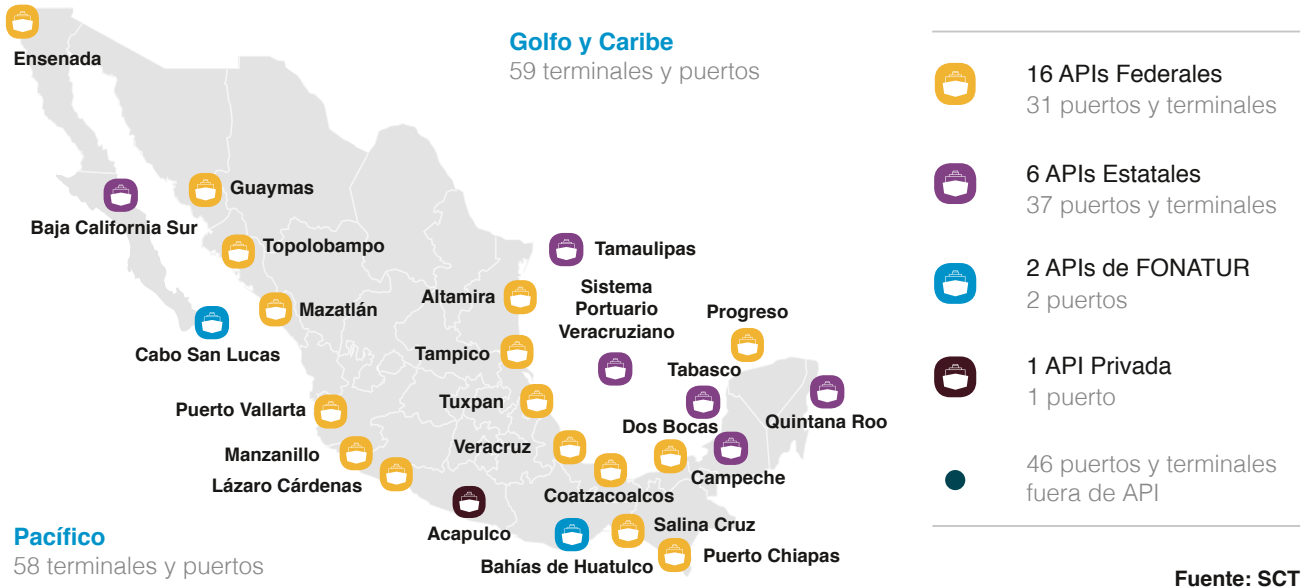 Ensenada
Golfo y Caribe
59 terminales y puertos
Guaymas
Baja California Sur
Topolobampo
Tamaulipas
Altamira
Sistema
Portuario
Veracruziano
Mazatlán
Progreso
Cabo San Lucas
Tampico
Tabasco
Puerto Vallarta
Tuxpan
Quintana Roo
Dos Bocas
Manzanillo
Veracruz
Campeche
Lázaro Cárdenas
Coatzacoalcos
Acapulco
Salina Cruz
Bahías de Huatulco
Puerto Chiapas
Pacífico
58 terminales y puertos
16 APIs Federales
31 puertos y terminales
6 APIs Estatales
37 puertos y terminales
2 APIs de FONATUR
2 puertos
1 API Privada
1 puerto
46 puertos y terminales
fuera de API
Fuente: SCT